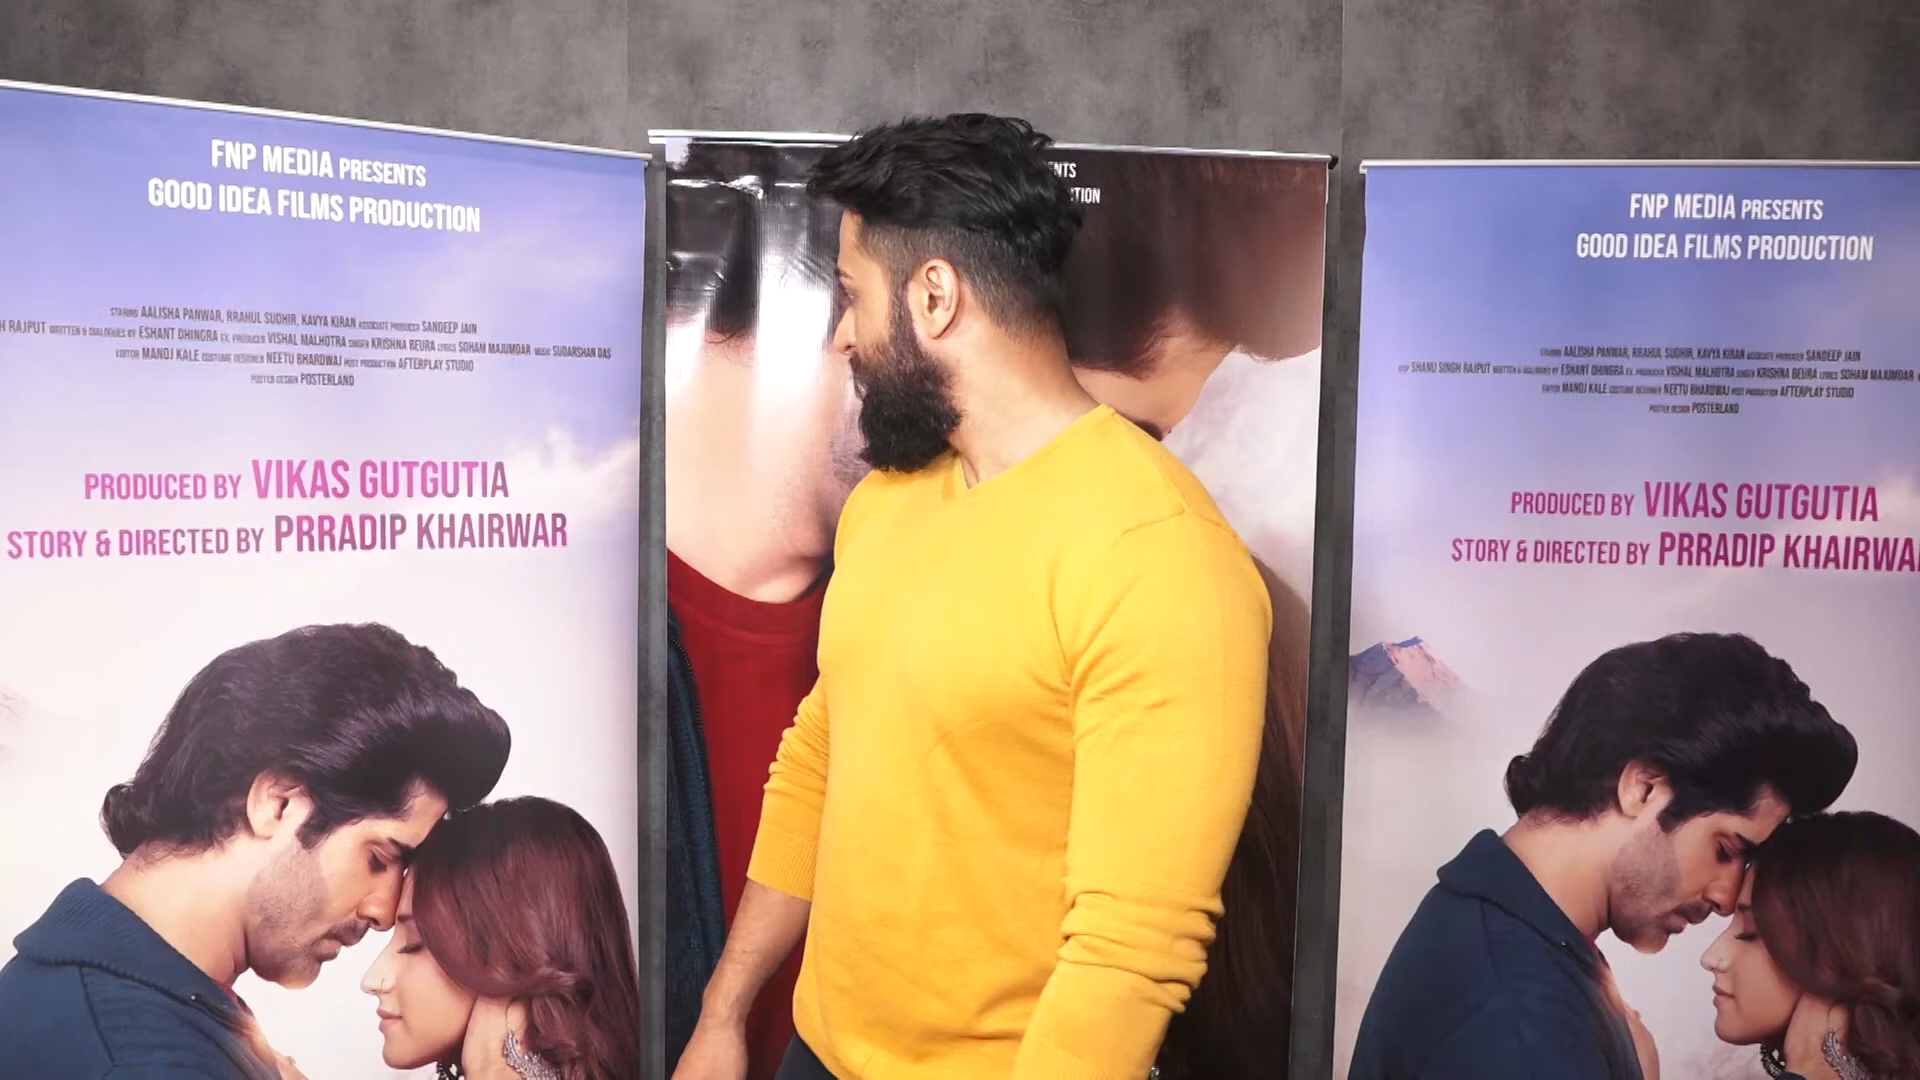 FNP MEDIA PRESENTS
GOOD IDEA FILMS PRODUCTION
STARRING AALISHA PANWAR, RRAHUL SUDHIR, KAVYA KIRAN ASSOCIATE PRODUCER SANDEEP JAIN
H RAJPUT WRITTEN & DIALOGUES BY ESHANT DHINGRA EX. PRODUCER VISHAL MALHOTRA SINGER KRISHNA BEURA LYRICS SOHAM MAJUMDAR MUSIC SUDARSHAN DAS
EDITOR MANOJ KALE COSTUME DESIGNER NEETU BHARDWAJ POST PRODUCTION AFTERPLAY STUDIO
POSTER DESIGN POSTERLAND
PRODUCED BY VIKAS GUTGUTIA
STORY & DIRECTED BY PRRADIP KHAIRWAR
NTS
TION
FNP MEDIA PRESENTS
GOOD IDEA FILMS PRODUCTION
STARRING AALISHA PANWAR, RRAHUL SUDHIR, KAVYA KIRAN ASSOCIATE PRODUCER SANDEEP JAIN
SHANU SINGH RAJPUT WRITTEN & DIALOGUES BY ESHANT DHINGRA EX. PRODUCER VISHAL MALHOTRA SINGER KRISHNA BEURA LYRICS SOHAM MAJUMDAR
EDITOR MANOJ KALE COSTUME DESIGNER NEETU BHARDWAJ POST PRODUCTION AFTERPLAY STUDIO
POSTER DESIGN POSTERLAND
PRODUCED BY VIKAS GUTGUTIA
STORY & DIRECTED BY PRRADIP KHAIRWA